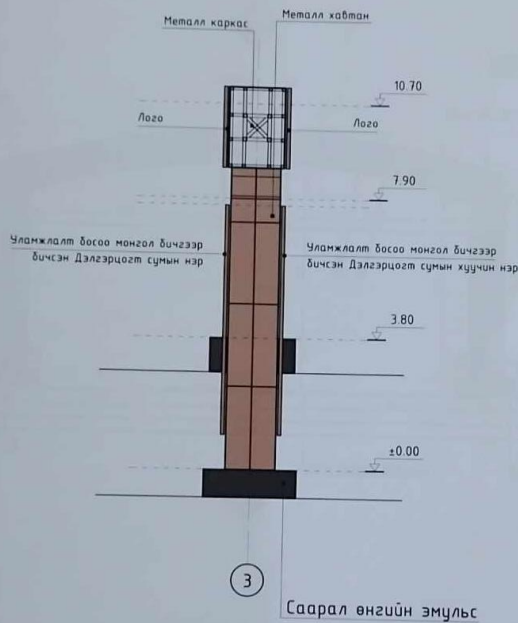 Металл каркас
Металл хавтан
10.70
Лого
Лого
7.90
Уламжлалт босоо монгол бичгээр
бичсэн Дэлгэрцогт сумын нэр
Уламжлалт босоо монгол бичгээр
бичсэн Дэлгэрцогт сумын хуучин нэр
3.80
±0.00
3
Саарал өнгийн эмульс